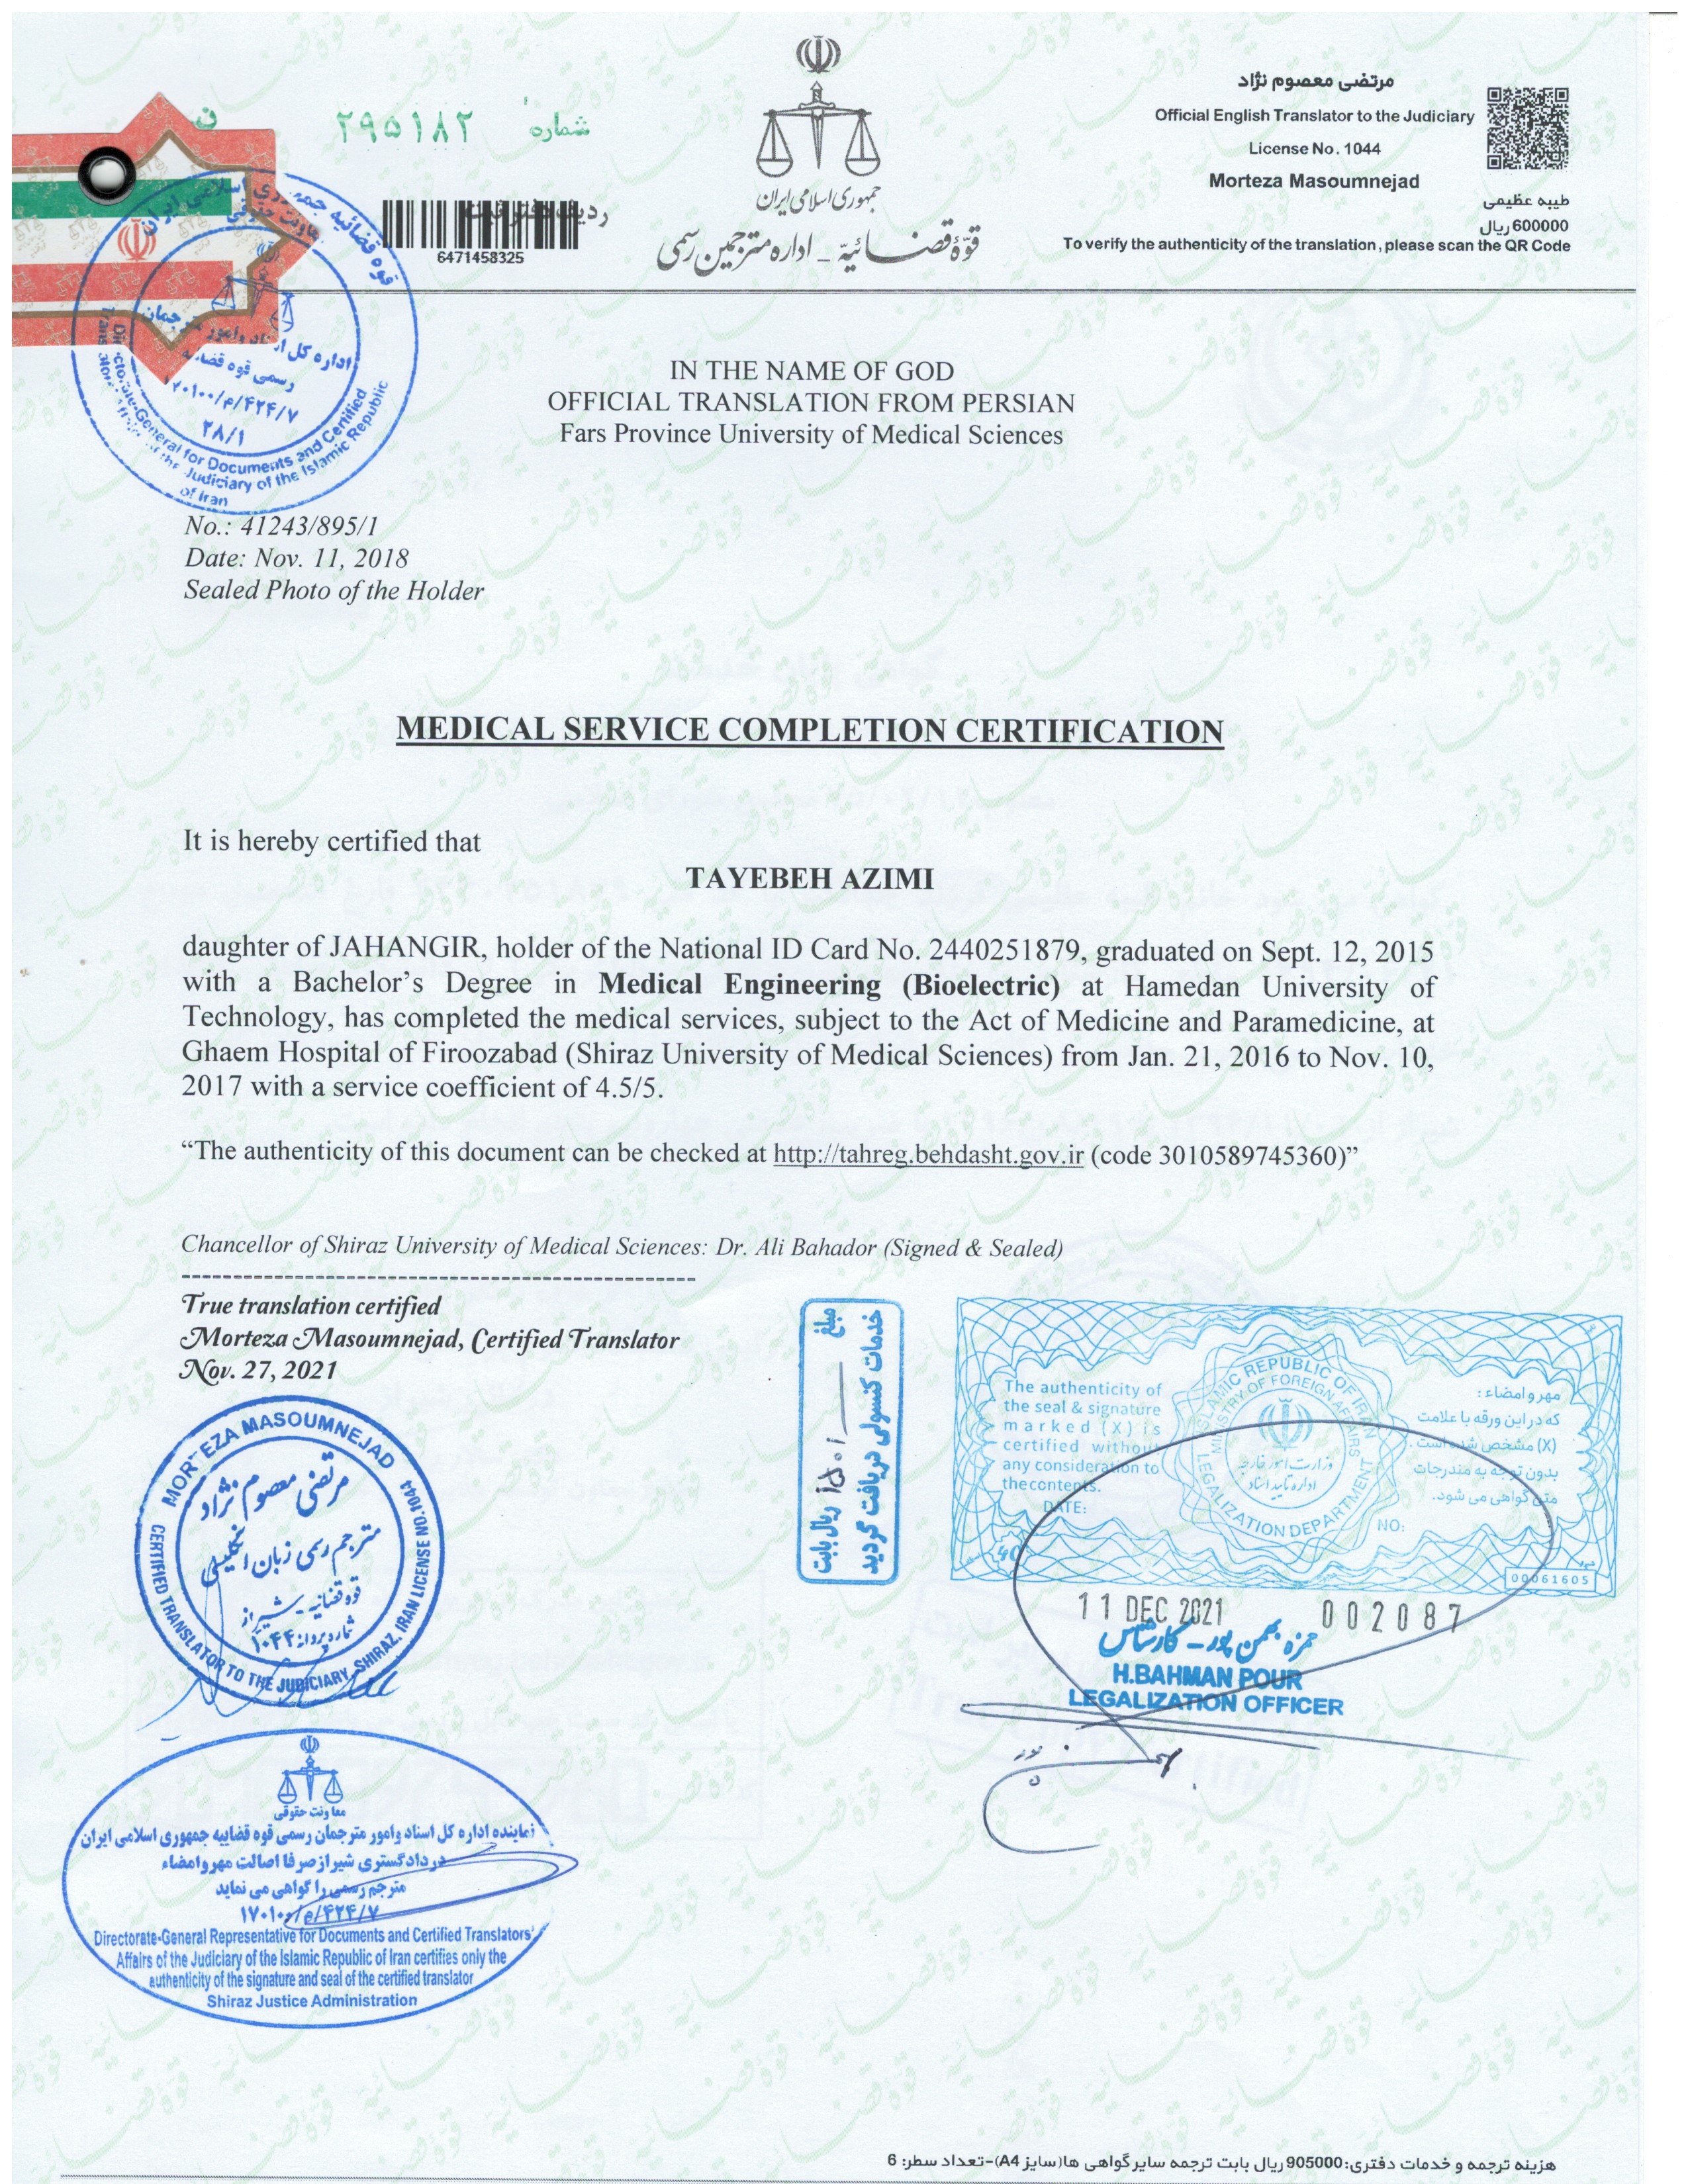 شماره ۲۹۵۱۸۲ ن
ردیف دفتر ثبت
6471458325
جمهوری اسلامی ایران
قوّۀ قضــائیّه _ اداره مترجمین رسمی
مرتضی معصوم نژاد
Official English Translator to the Judiciary
License No. 1044
Morteza Masoumnejad
طیبه عظیمی
600000 ریال
To verify the authenticity of the translation, please scan the QR Code
قوه قضائیه جمهوری اسلامی ایران
معاونت حقوقی
اداره کل اسناد و امور مترجمان
رسمی قوه قضائیه
۱۷۰۱۰۰/م/۴۲۴/۷
۲۸/۱
Directorate-General for Documents and Certified
Judiciary of the Islamic Republic
of Iran
IN THE NAME OF GOD
OFFICIAL TRANSLATION FROM PERSIAN
Fars Province University of Medical Sciences
No.: 41243/895/1
Date: Nov. 11, 2018
Sealed Photo of the Holder
MEDICAL SERVICE COMPLETION CERTIFICATION
It is hereby certified that
TAYEBEH AZIMI
daughter of JAHANGIR, holder of the National ID Card No. 2440251879, graduated on Sept. 12, 2015
with a Bachelor’s Degree in Medical Engineering (Bioelectric) at Hamedan University of
Technology, has completed the medical services, subject to the Act of Medicine and Paramedicine, at
Ghaem Hospital of Firoozabad (Shiraz University of Medical Sciences) from Jan. 21, 2016 to Nov. 10,
2017 with a service coefficient of 4.5/5.
“The authenticity of this document can be checked at http://tahreg.behdasht.gov.ir (code 3010589745360)”
Chancellor of Shiraz University of Medical Sciences: Dr. Ali Bahador (Signed & Sealed)
--------------------------------------------------
True translation certified
Morteza Masoumnejad, Certified Translator
Nov. 27, 2021
MORTEZA MASOUMNEJAD
CERTIFIED TRANSLATOR TO THE JUDICIARY, SHIRAZ, IRAN LICENSE NO.1044
مرتضی معصوم نژاد
مترجم رسمی زبان انگلیسی
قوه قضائیه _ شیراز
شماره پروانه: ۱۰۴۴
مبلغ ریال بابت
خدمات کنسولی دریافت گردید
The authenticity of
the seal & signature
marked (X) is
certified without
any consideration to
the contents.
DATE:
ISLAMIC REPUBLIC OF IRAN
MINISTRY OF FOREIGN AFFAIRS
وزارت امور خارجه
اداره تایید اسناد
LEGALIZATION DEPARTMENT
مهر و امضاء :
که در این ورقه با علامت
(X) مشخص شده است .
بدون توجه به مندرجات
متن گواهی می شود.
NO:
00061605
11 DEC 2021
002087
حمزه بهمن پور _ کارشناس
H.BAHMAN POUR
LEGALIZATION OFFICER
معاونت حقوقی
نماینده اداره کل اسناد وامور مترجمان رسمی قوه قضاییه جمهوری اسلامی ایران
در دادگستری شیراز صرفا اصالت مهر و امضاء
مترجم رسمی را گواهی می نماید
۱۷۰۱۰۰/م/۴۲۴/۷
Directorate-General Representative for Documents and Certified Translators'
Affairs of the Judiciary of the Islamic Republic of Iran certifies only the
authenticity of the signature and seal of the certified translator
Shiraz Justice Administration
هزینه ترجمه و خدمات دفتری: 905000 ریال بابت ترجمه سایر گواهی ها(سایز A4)-تعداد سطر: 6